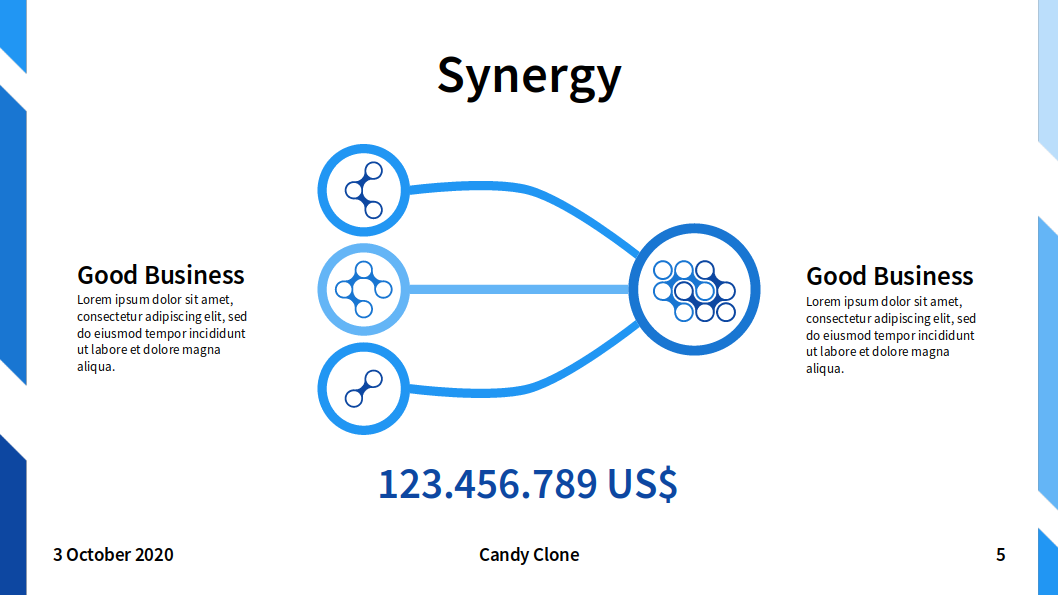 Synergy
Good Business
Lorem ipsum dolor sit amet,
consectetur adipiscing elit, sed
do eiusmod tempor incididunt
ut labore et dolore magna
aliqua.
Good Business
Lorem ipsum dolor sit amet,
consectetur adipiscing elit, sed
do eiusmod tempor incididunt
ut labore et dolore magna
aliqua.
123.456.789 US$
3 October 2020
Candy Clone
5